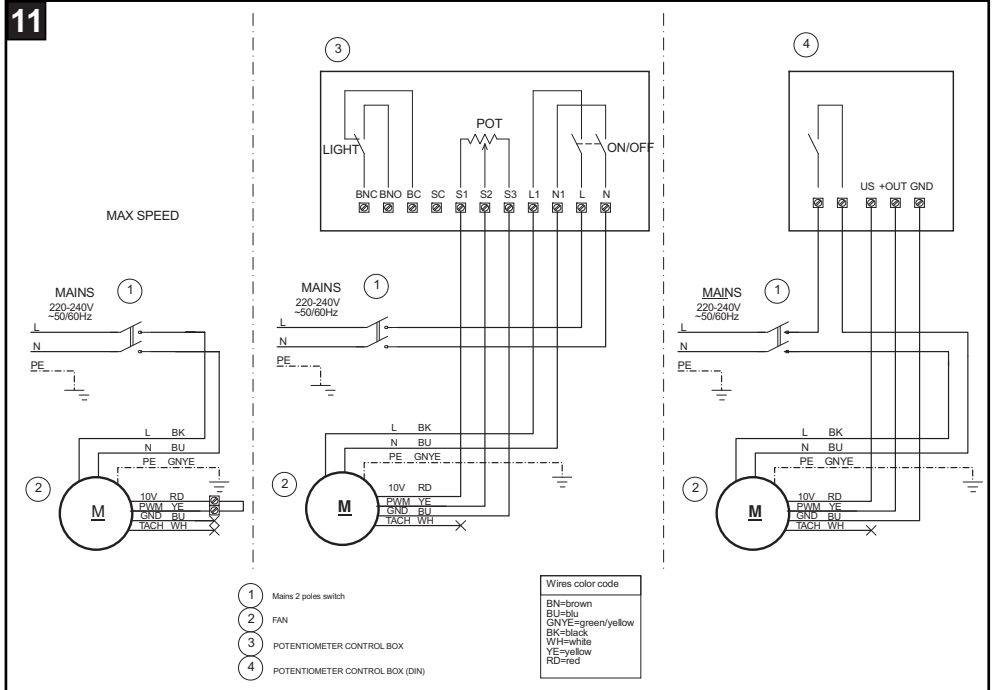 11
MAX SPEED
MAINS
1
220-240V
~50/60Hz
L
N
PE
L BK
N BU
PE GNYE
2
M
10V RD
PWM YE
GND BU
TACH WH
3
POT
LIGHT
ON/OFF
BNC BNO BC SC S1 S2 S3 L1 N1 L N
MAINS
1
220-240V
~50/60Hz
L
N
PE
L BK
N BU
PE GNYE
2
M
10V RD
PWM YE
GND BU
TACH WH
4
US +OUT GND
MAINS
1
220-240V
~50/60Hz
L
N
PE
L BK
N BU
PE GNYE
2
M
10V RD
PWM YE
GND BU
TACH WH
1 Mains 2 poles switch
2 FAN
3 POTENTIOMETER CONTROL BOX
4 POTENTIOMETER CONTROL BOX (DIN)
Wires color code
BN=brown
BU=blu
GNYE=green/yellow
BK=black
WH=white
YE=yellow
RD=red